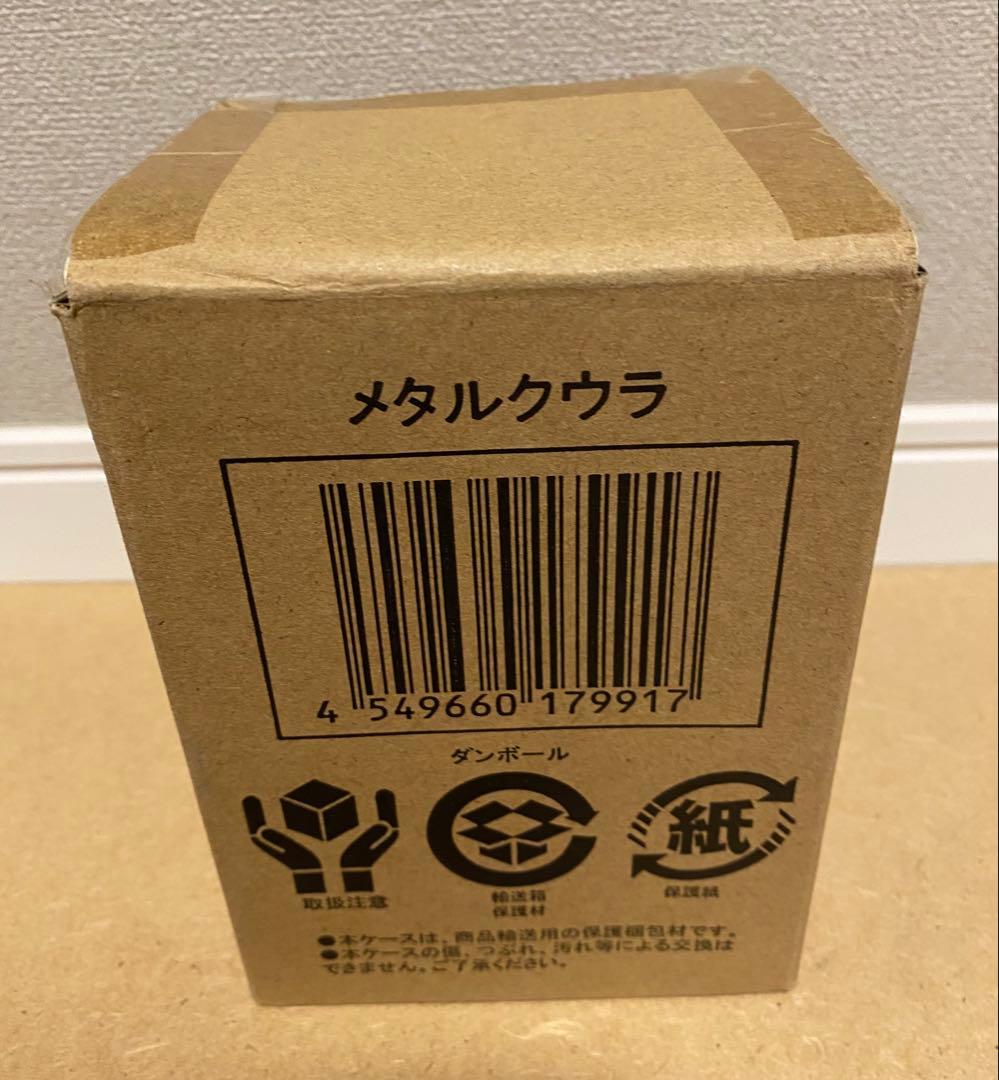 メタルクウラ
4 549660 179917
ダンボール
紙
取扱注意
輸送箱
保護材
保護紙
●本ケースは、商品輸送用の保護梱包材です。
●本ケースの傷、つぶれ、汚れ等による交換は
できません。ご了承ください。